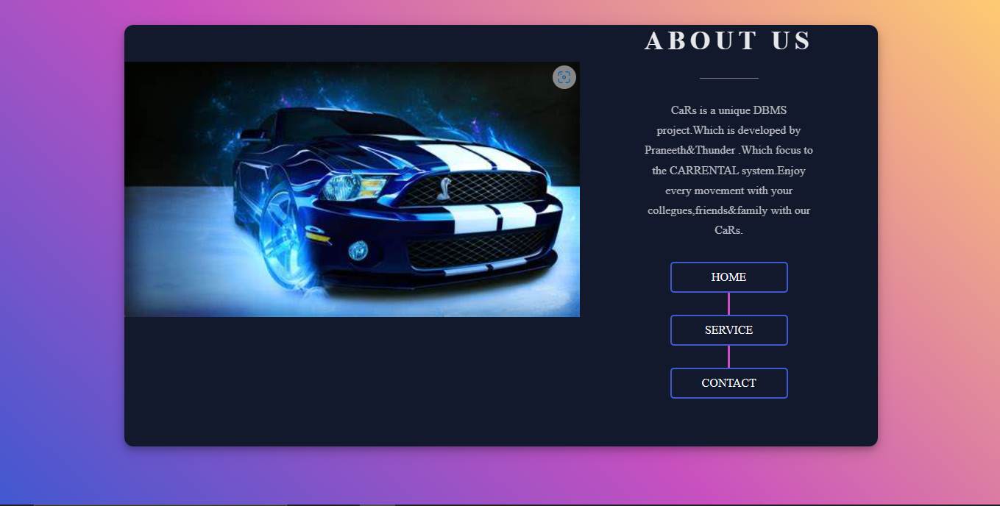 ABOUT US
CaRs is a unique DBMS
project.Which is developed by
Praneeth&Thunder .Which focus to
the CARRENTAL system.Enjoy
every movement with your
collegues,friends&family with our
CaRs.
HOME
SERVICE
CONTACT